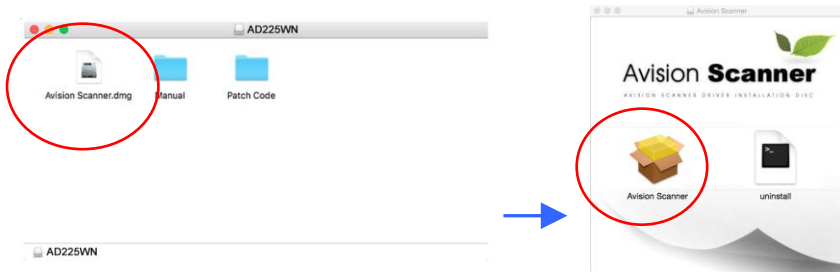 AD225WN
Avision Scanner.dmg
Manual
Patch Code
AD225WN
Avision Scanner
Avision Scanner
AVISION SCANNER DRIVER INSTALLATION DISC
>_
Avision Scanner
uninstall